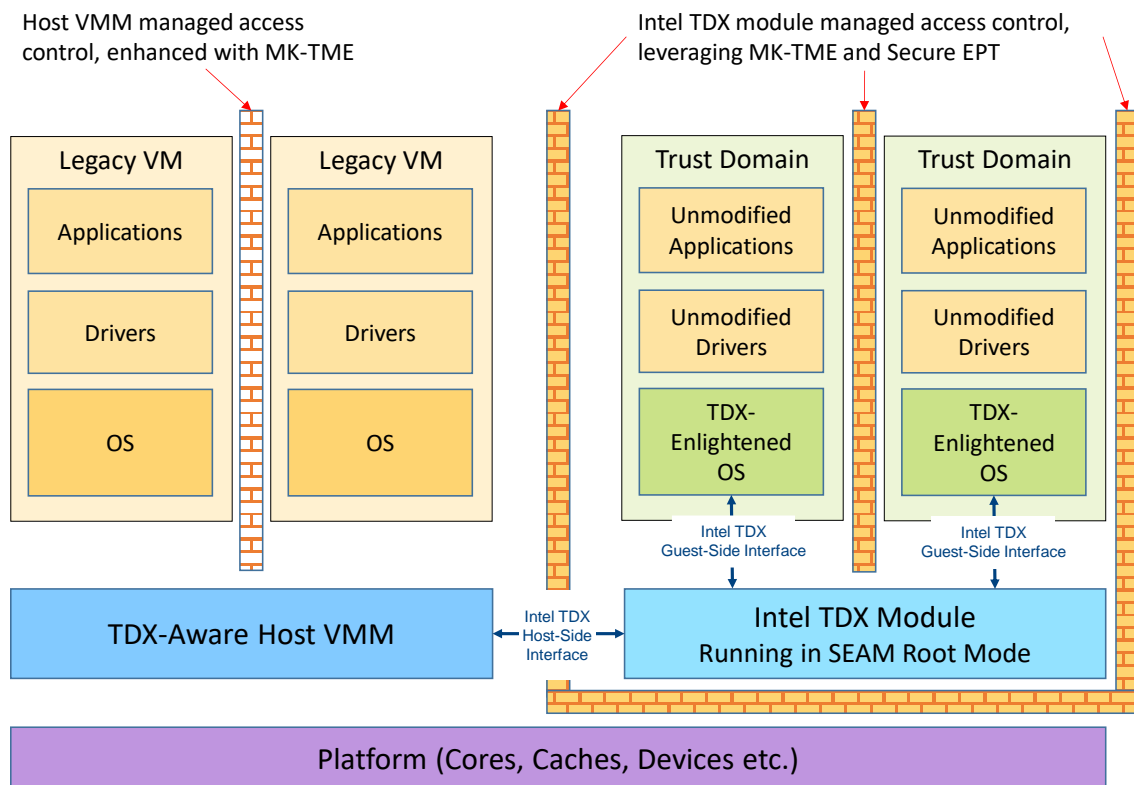 Host VMM managed access
control, enhanced with MK-TME
Intel TDX module managed access control,
leveraging MK-TME and Secure EPT
Legacy VM
Applications
Drivers
OS
Legacy VM
Applications
Drivers
OS
Trust Domain
Unmodified
Applications
Unmodified
Drivers
TDX-
Enlightened
OS
Trust Domain
Unmodified
Applications
Unmodified
Drivers
TDX-
Enlightened
OS
Intel TDX
Guest-Side Interface
Intel TDX
Guest-Side Interface
TDX-Aware Host VMM
Intel TDX
Host-Side
Interface
Intel TDX Module
Running in SEAM Root Mode
Platform (Cores, Caches, Devices etc.)